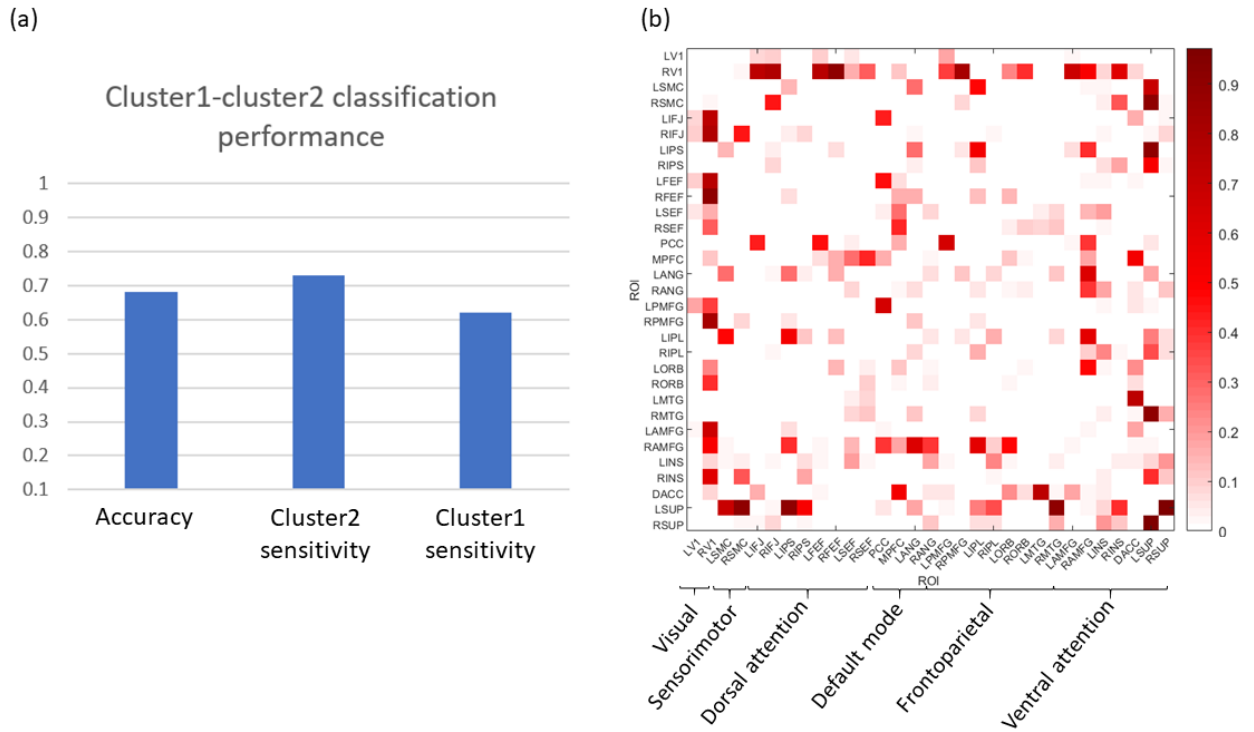 (a)
Cluster1-cluster2 classification
performance
1
0.9
0.8
0.7
0.6
0.5
0.4
0.3
0.2
0.1
Accuracy
Cluster2
sensitivity
Cluster1
sensitivity
(b)
LV1
RV1
LSMC
RSMC
LIFJ
RIFJ
LIPS
RIPS
LFEF
RFEF
LSEF
RSEF
PCC
MPFC
LANG
RANG
LPMFG
RPMFG
LIPL
RIPL
LORB
RORB
LMTG
RMTG
LAMFG
RAMFG
LINS
RINS
DACC
LSUP
RSUP
ROI
LV1
RV1
LSMC
RSMC
LIFJ
RIFJ
LIPS
RIPS
LFEF
RFEF
LSEF
RSEF
PCC
MPFC
LANG
RANG
LPMFG
RPMFG
LIPL
RIPL
LORB
RORB
LMTG
RMTG
LAMFG
RAMFG
LINS
RINS
DACC
LSUP
RSUP
ROI
0.9
0.8
0.7
0.6
0.5
0.4
0.3
0.2
0.1
0
Visual
Sensorimotor
Dorsal attention
Default mode
Frontoparietal
Ventral attention